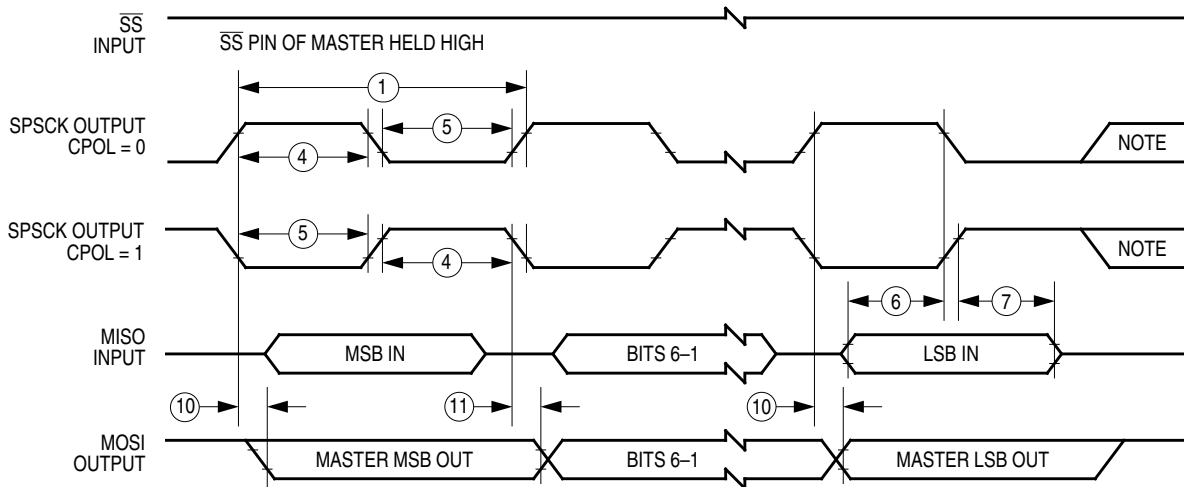 SS
INPUT
SS PIN OF MASTER HELD HIGH
1
SPSCK OUTPUT
CPOL = 0
5
4
NOTE
SPSCK OUTPUT
CPOL = 1
5
4
NOTE
6
7
MISO
INPUT
MSB IN
BITS 6–1
LSB IN
10
11
10
MOSI
OUTPUT
MASTER MSB OUT
BITS 6–1
MASTER LSB OUT